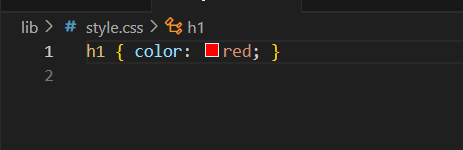 lib > # style.css > h1
1 h1 { color: red; }
2